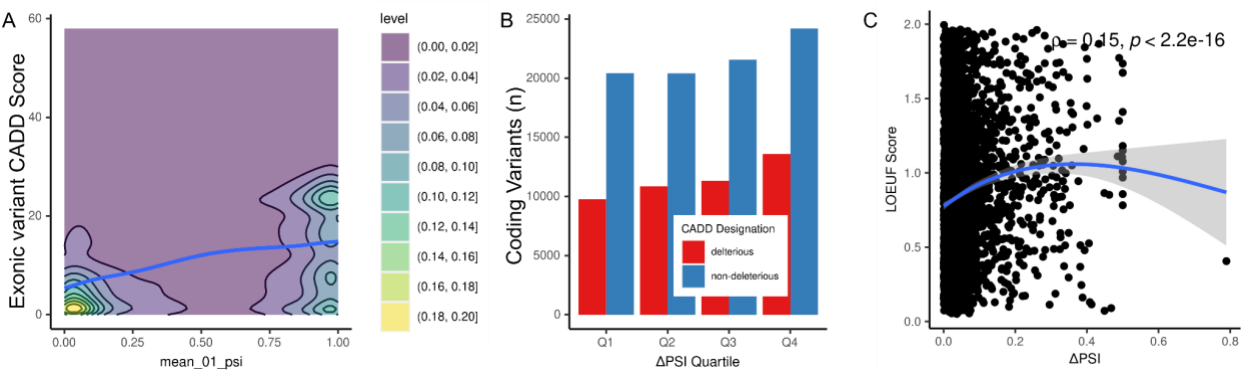 A
Exonic variant CADD Score
60
40
20
0
0.00 0.25 0.50 0.75 1.00
mean_01_psi
level
(0.00, 0.02]
(0.02, 0.04]
(0.04, 0.06]
(0.06, 0.08]
(0.08, 0.10]
(0.10, 0.12]
(0.12, 0.14]
(0.14, 0.16]
(0.16, 0.18]
(0.18, 0.20]
B
Coding Variants (n)
25000
20000
15000
10000
5000
0
Q1 Q2 Q3 Q4
ΔPSI Quartile
CADD Designation
delterious
non-deleterious
C
LOEUF Score
2.0
1.5
1.0
0.5
0.0
0.0 0.2 0.4 0.6 0.8
ΔPSI
ρ = 0.15, p < 2.2e-16